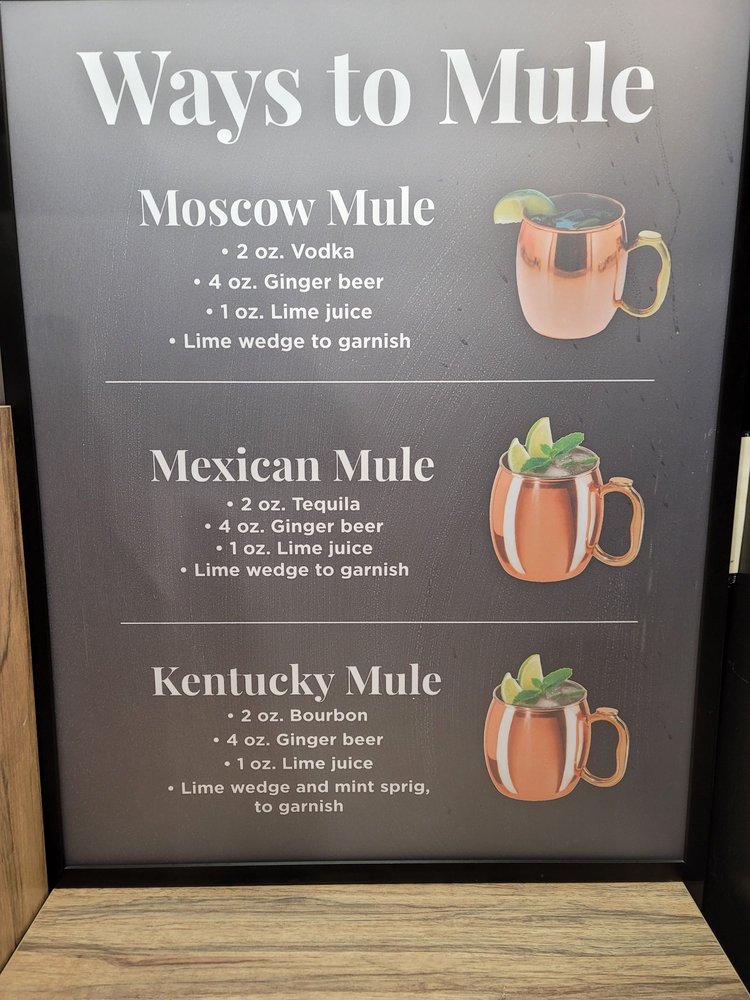 Ways to Mule
Moscow Mule
• 2 oz. Vodka
• 4 oz. Ginger beer
• 1 oz. Lime juice
• Lime wedge to garnish
Mexican Mule
• 2 oz. Tequila
• 4 oz. Ginger beer
• 1 oz. Lime juice
• Lime wedge to garnish
Kentucky Mule
• 2 oz. Bourbon
• 4 oz. Ginger beer
• 1 oz. Lime juice
• Lime wedge and mint sprig,
to garnish